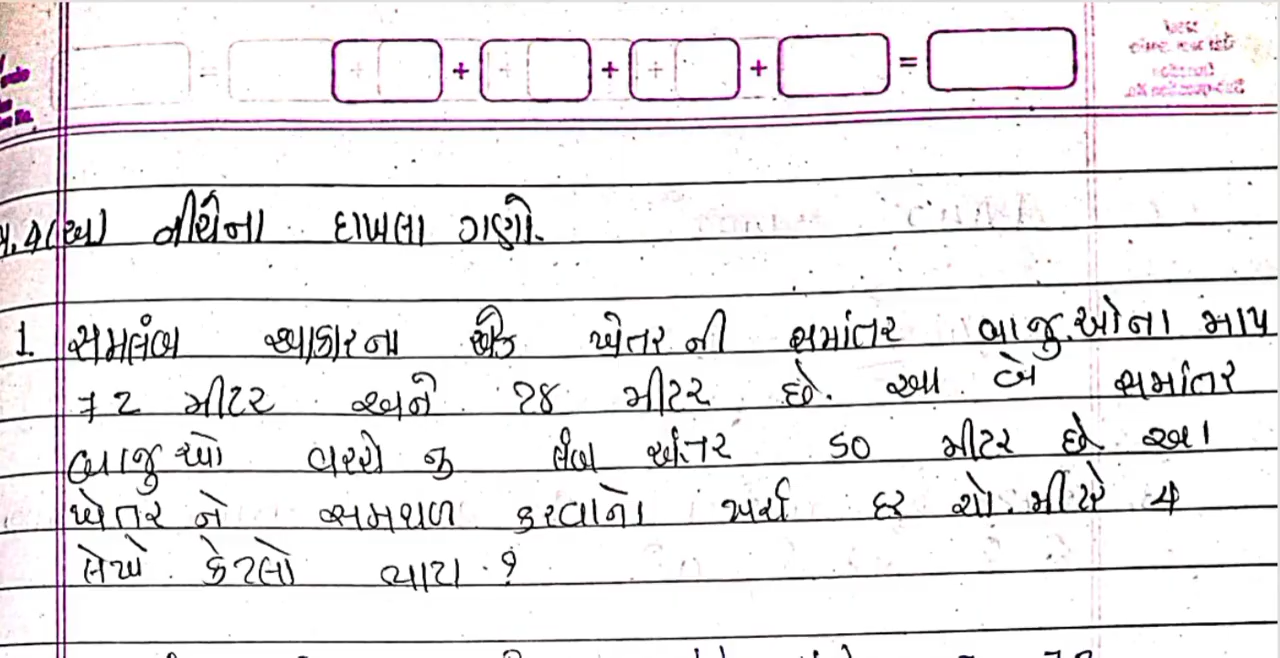 પ્ર.4(અ) નીચેના દાખલા ગણો.
1 સમલંબ આકારના એક ખેતર ની સમાંતર બાજુઓના માપ
72 મીટર અને 28 મીટર છે. આ બે સમાંતર
બાજુઓ વચ્ચે નુ લંબ અંતર 50 મીટર છે આ
ખેતર ને સમથળ કરવાનો ખર્ચ દર ચો.મીટરે 4
લેખે કેટલો થાય ?